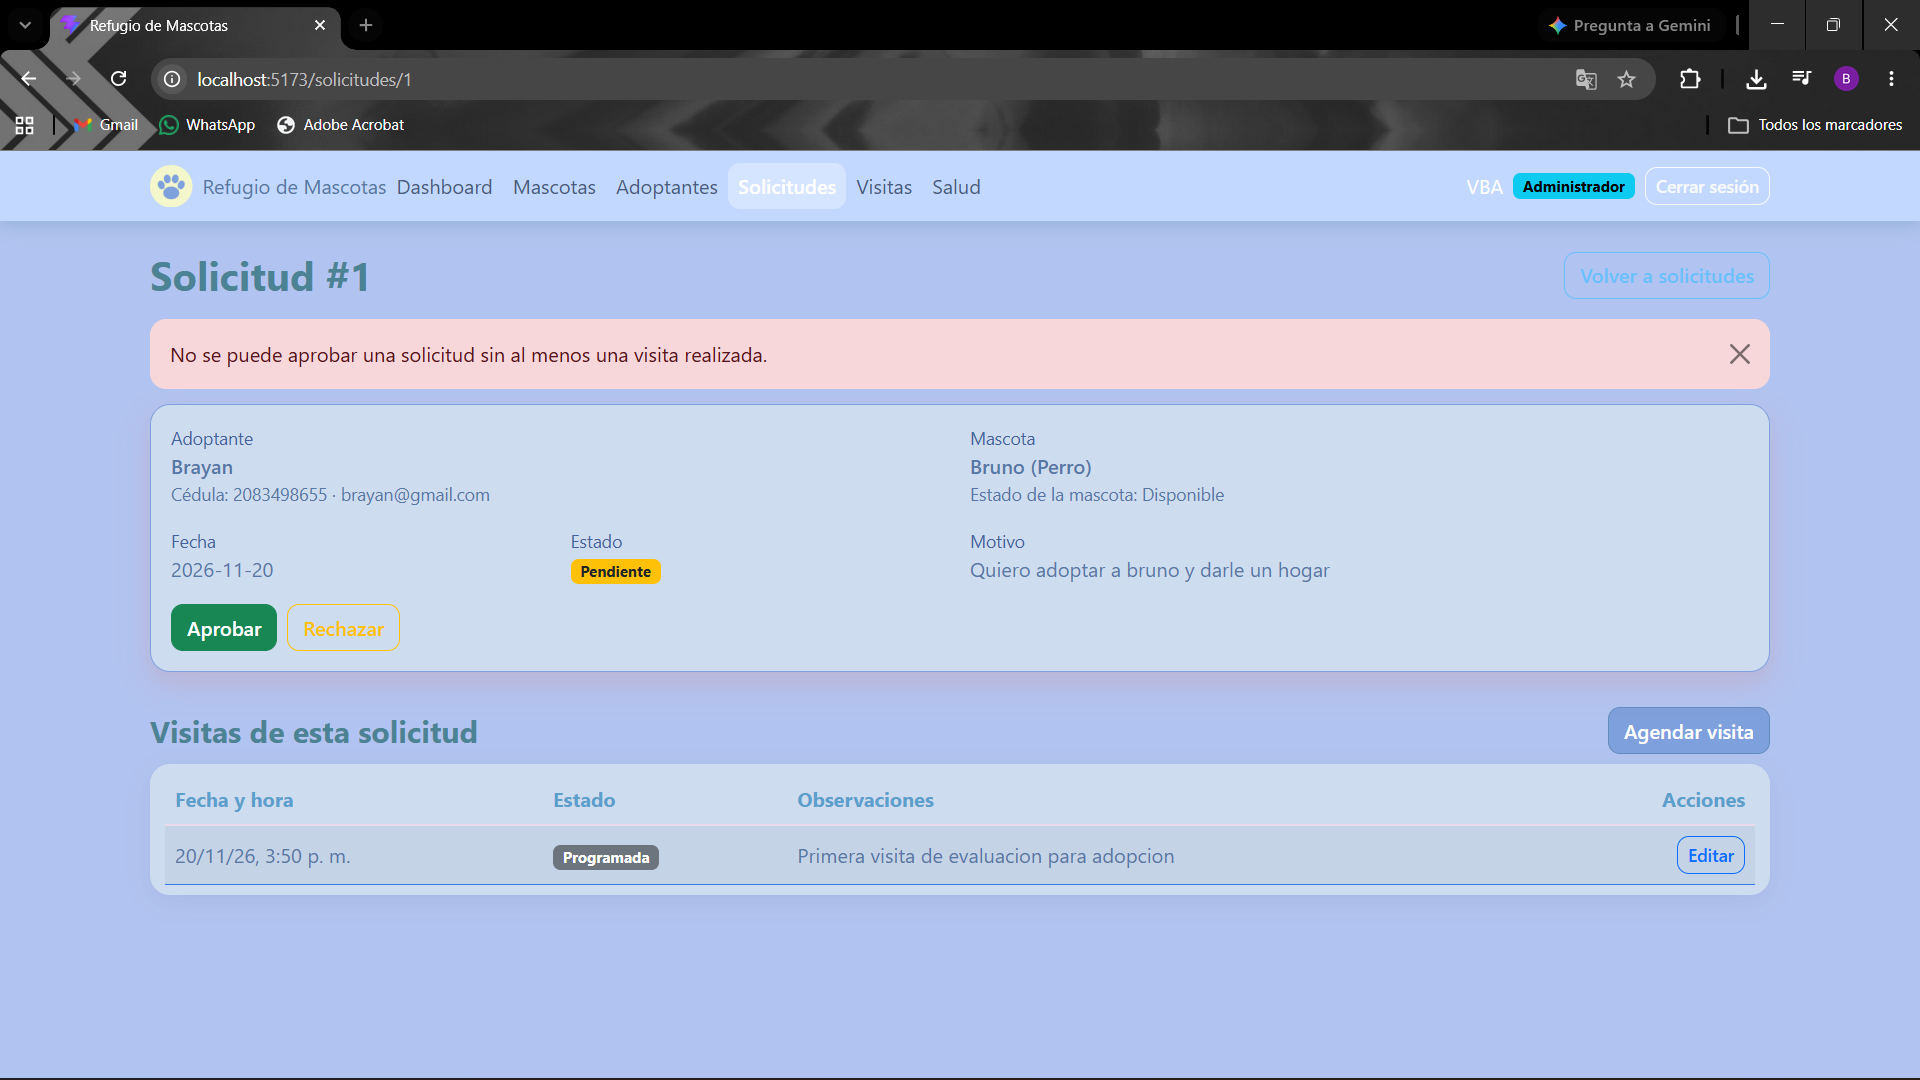 Refugio de Mascotas
Pregunta a Gemini
localhost:5173/solicitudes/1
B
Gmail
WhatsApp
Adobe Acrobat
Todos los marcadores
Refugio de Mascotas Dashboard Mascotas Adoptantes Solicitudes Visitas Salud
VBA Administrador Cerrar sesión
Solicitud #1
Volver a solicitudes
No se puede aprobar una solicitud sin al menos una visita realizada.
Adoptante
Brayan
Cédula: 2083498655 · brayan@gmail.com
Mascota
Bruno (Perro)
Estado de la mascota: Disponible
Fecha
2026-11-20
Estado
Pendiente
Motivo
Quiero adoptar a bruno y darle un hogar
Aprobar Rechazar
Visitas de esta solicitud
Agendar visita
Fecha y hora Estado Observaciones Acciones
20/11/26, 3:50 p. m. Programada Primera visita de evaluacion para adopcion Editar